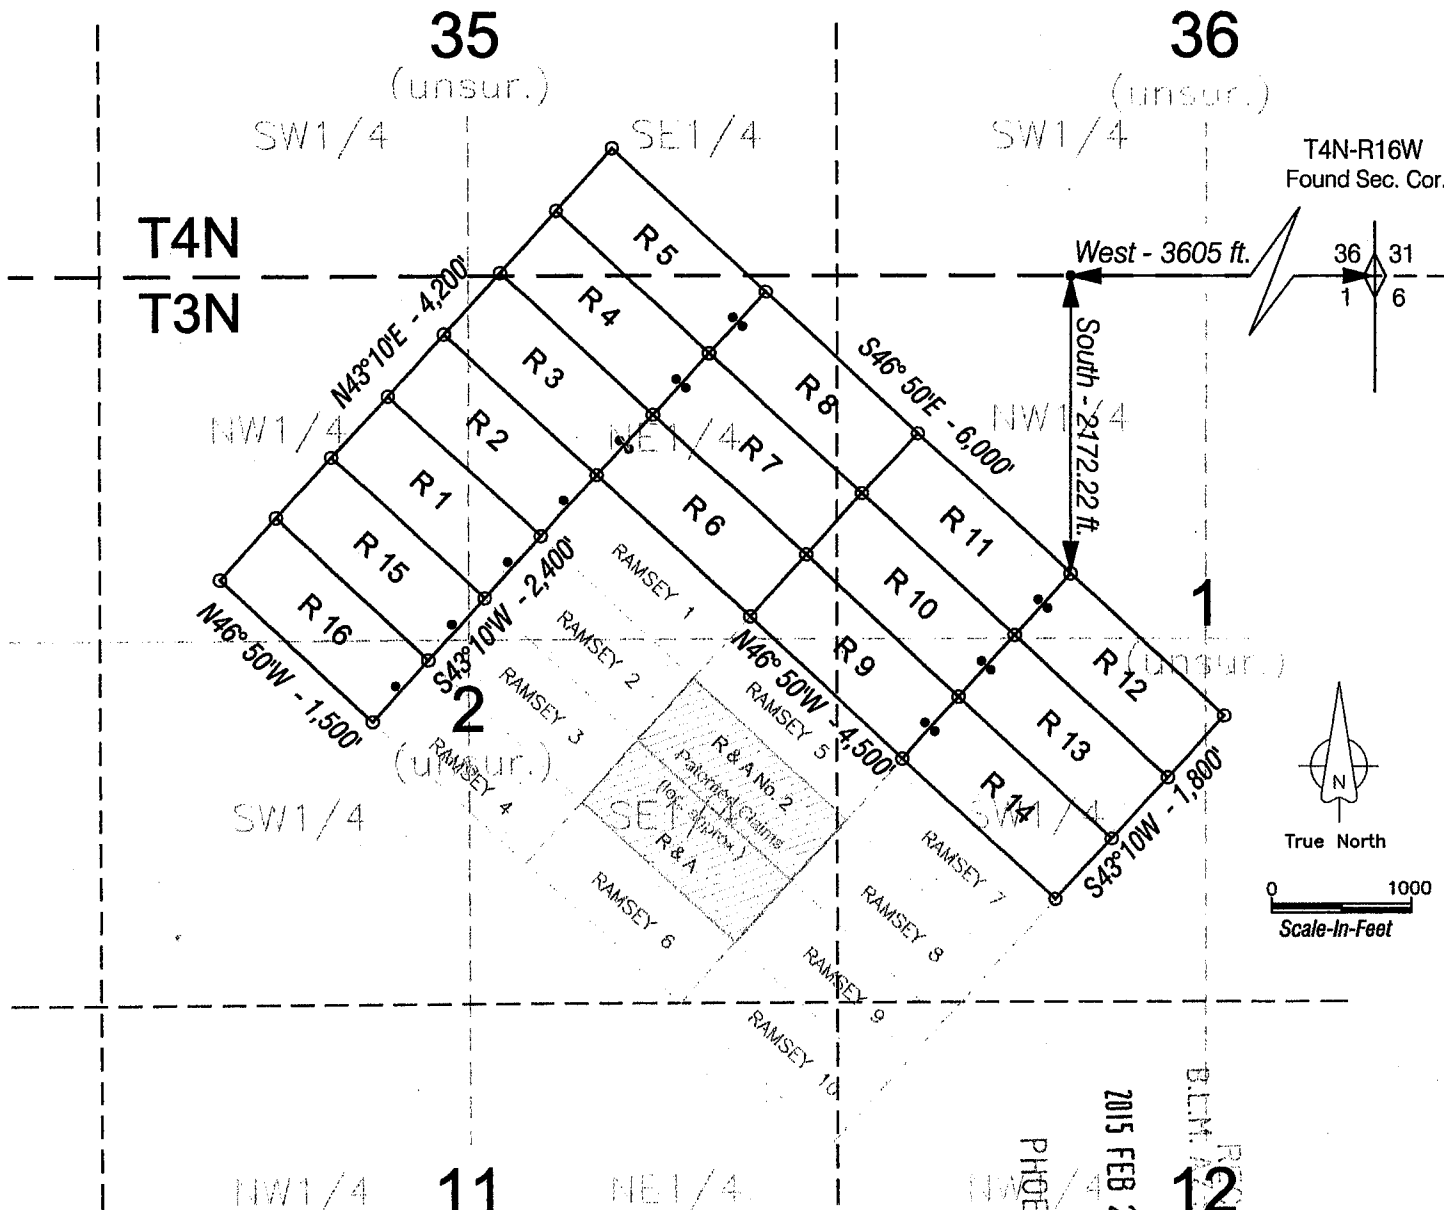 35
36
(unsur.)
(unsur.)
SW1/4
SE1/4
SW1/4
T4N-R16W
Found Sec. Cor.
T4N
T3N
R 5
West - 3605 ft.
36 31
1 6
N43°10'E - 4,200'
R 4
R 3
R 2
R 1
R 15
R 16
S46° 50'E - 6,000'
South - 2172.22 ft.
NW1/4
NE1/4
NW1/4
R 8
R 7
R 6
R 11
R 10
R 9
1
(unsur.)
R 12
R 13
R 14
N46° 50'W - 1,500'
S43°10'W - 2,400'
N46° 50'W - 4,500'
S43°10W - 1,800'
2
(unsur.)
RAMSEY 1
RAMSEY 2
RAMSEY 3
RAMSEY 4
RAMSEY 5
R & A No. 2
Patented Claims
(loc. approx.)
R & A
RAMSEY 6
RAMSEY 7
RAMSEY 8
RAMSEY 9
RAMSEY 10
SW1/4
SE1/4
SW1/4
N
True North
0 1000
Scale-In-Feet
B.L.M.
2015 FEB
NW1/4
11
NE1/4
NW1/4
12